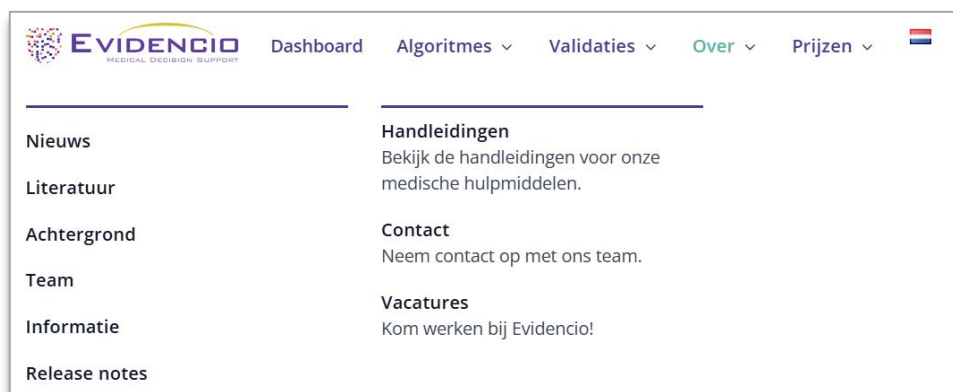 EVIDENCIO
MEDICAL DECISION SUPPORT
Dashboard Algoritmes Validaties Over Prijzen
Nieuws
Literatuur
Achtergrond
Team
Informatie
Release notes
Handleidingen
Bekijk de handleidingen voor onze
medische hulpmiddelen.
Contact
Neem contact op met ons team.
Vacatures
Kom werken bij Evidencio!